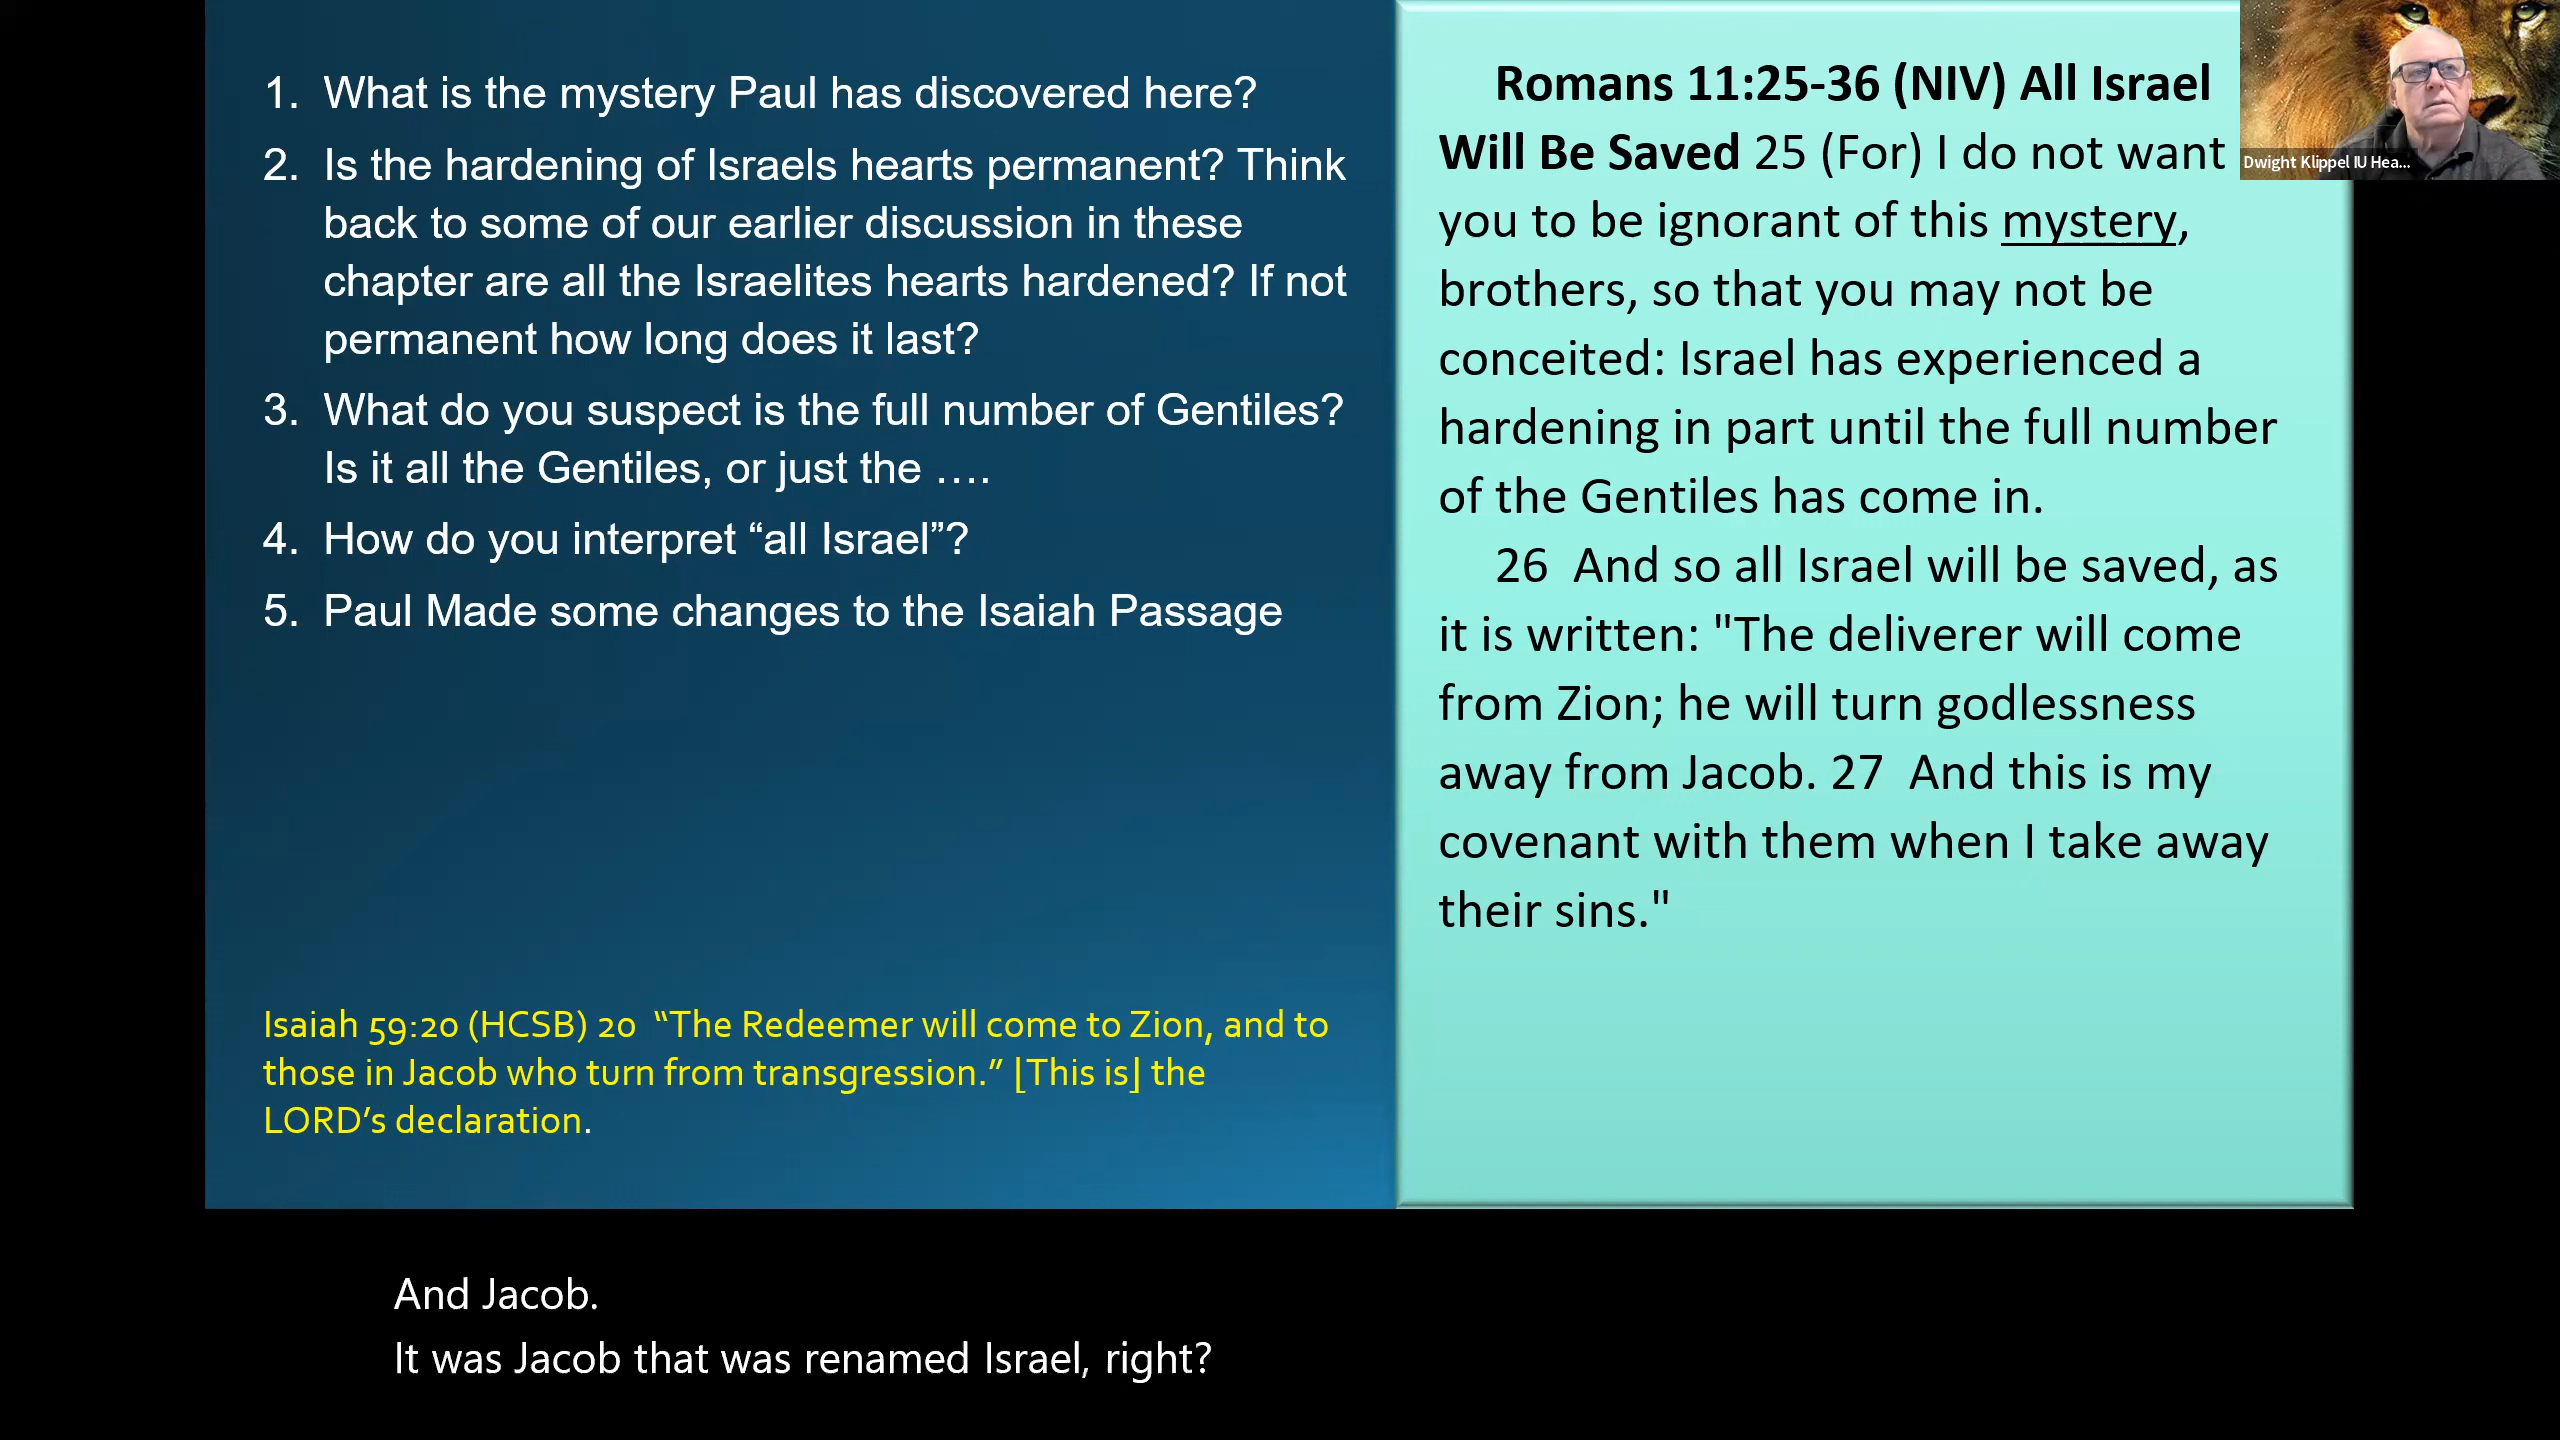 1. What is the mystery Paul has discovered here?
2. Is the hardening of Israels hearts permanent? Think
back to some of our earlier discussion in these
chapter are all the Israelites hearts hardened? If not
permanent how long does it last?
3. What do you suspect is the full number of Gentiles?
Is it all the Gentiles, or just the ….
4. How do you interpret “all Israel”?
5. Paul Made some changes to the Isaiah Passage
Isaiah 59:20 (HCSB) 20 “The Redeemer will come to Zion, and to
those in Jacob who turn from transgression.” [This is] the
LORD’s declaration.
Romans 11:25-36 (NIV) All Israel
Will Be Saved 25 (For) I do not want
you to be ignorant of this mystery,
brothers, so that you may not be
conceited: Israel has experienced a
hardening in part until the full number
of the Gentiles has come in.
26 And so all Israel will be saved, as
it is written: "The deliverer will come
from Zion; he will turn godlessness
away from Jacob. 27 And this is my
covenant with them when I take away
their sins."
Dwight Klippel IU Hea...
And Jacob.
It was Jacob that was renamed Israel, right?